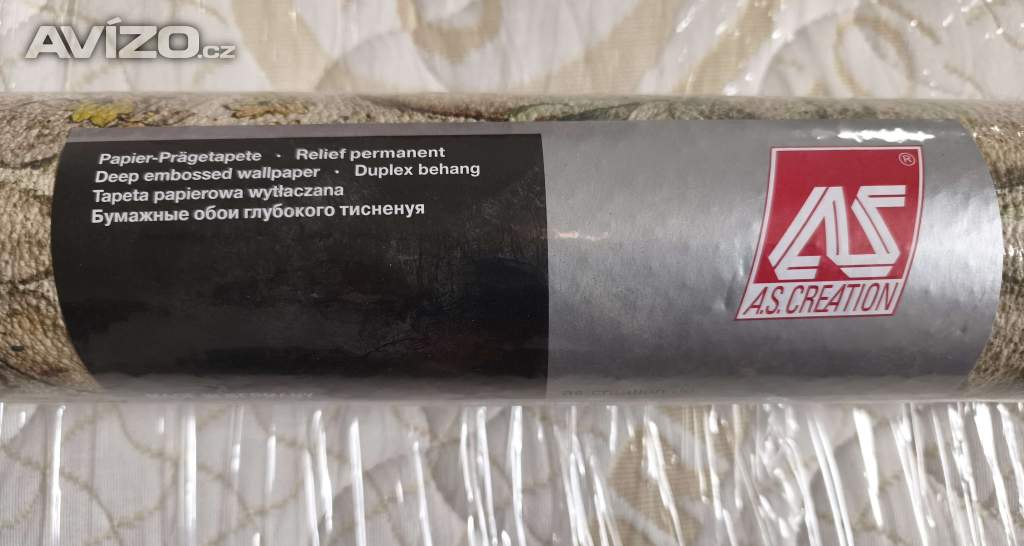 AVÍZO.cz
Papier-Prägetapete · Relief permanent
Deep embossed wallpaper · Duplex behang
Tapeta papierowa wytłaczana
Бумажные обои глубокого тисненуя
®
AS
A.S. CREATION